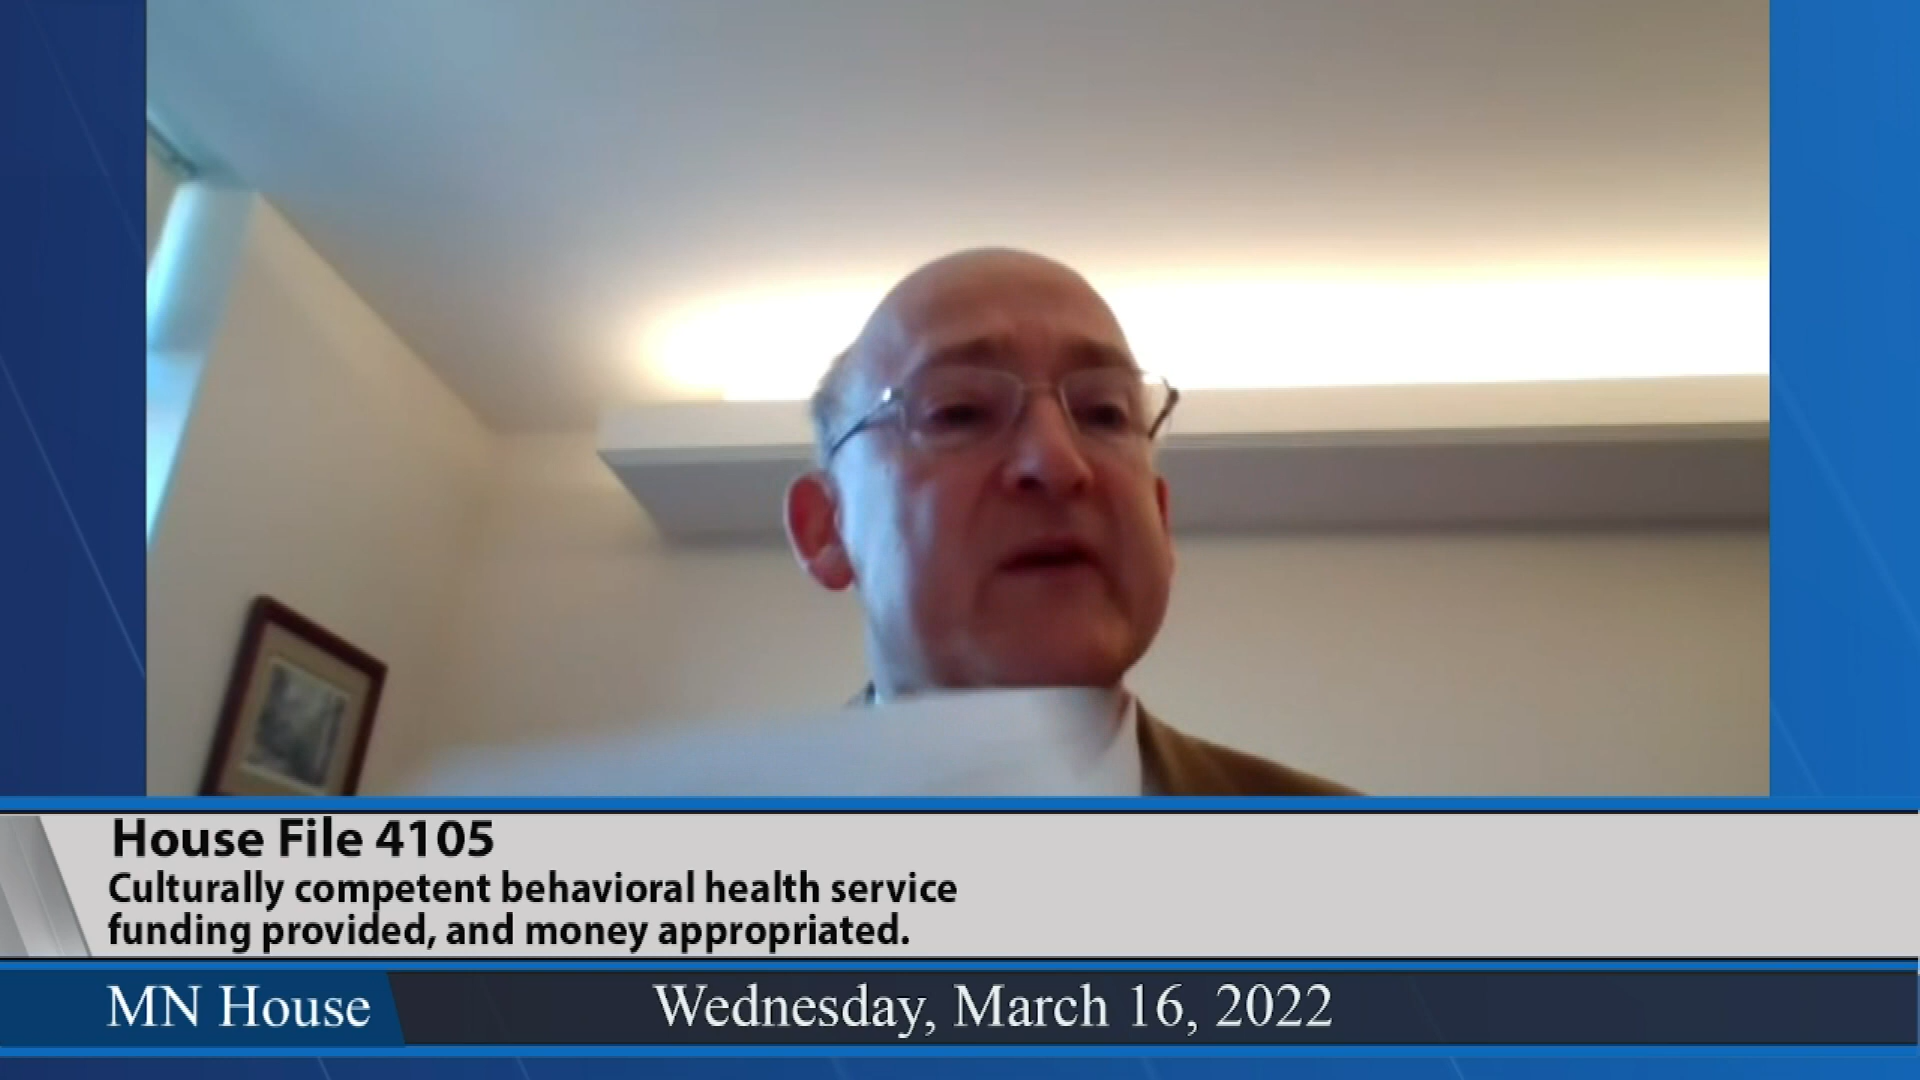 House File 4105
Culturally competent behavioral health service
funding provided, and money appropriated.
MN House
Wednesday, March 16, 2022